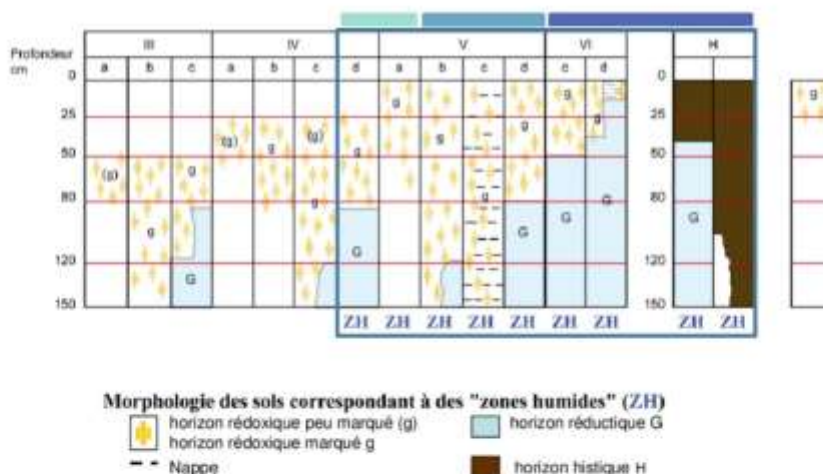 III IV V VI H
Profondeur
cm
a b c a b c d a b c d c d
0 0
25 25
50 50
80 80
120 120
150 150
(g) g g g G (g) g (g) g g G g g g g G g G g G G g
ZH ZH ZH ZH ZH ZH ZH ZH ZH
Morphologie des sols correspondant à des "zones humides" (ZH)
horizon rédoxique peu marqué (g)
horizon rédoxique marqué g
horizon réductique G
Nappe
horizon histique H